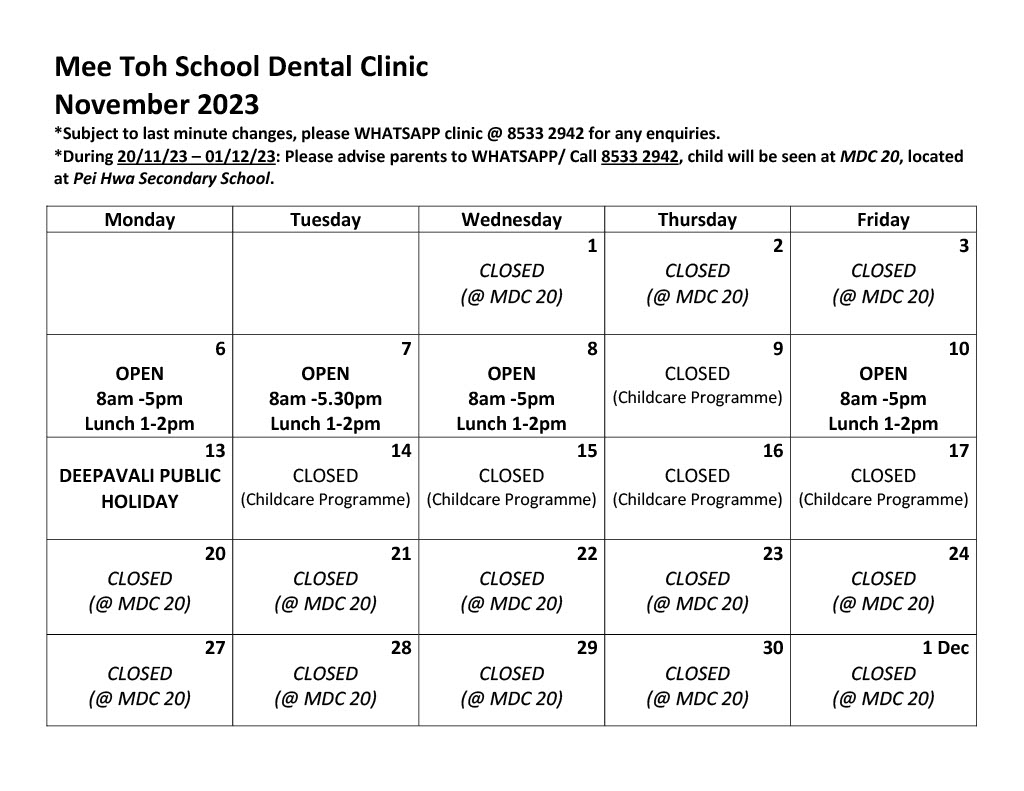 Mee Toh School Dental Clinic
November 2023
*Subject to last minute changes, please WHATSAPP clinic @ 8533 2942 for any enquiries.
*During 20/11/23 – 01/12/23: Please advise parents to WHATSAPP/ Call 8533 2942, child will be seen at MDC 20, located
at Pei Hwa Secondary School.
Monday Tuesday Wednesday Thursday Friday
1 2 3
CLOSED CLOSED CLOSED
(@ MDC 20) (@ MDC 20) (@ MDC 20)
6 7 8 9 10
OPEN OPEN OPEN CLOSED OPEN
8am -5pm 8am -5.30pm 8am -5pm (Childcare Programme) 8am -5pm
Lunch 1-2pm Lunch 1-2pm Lunch 1-2pm Lunch 1-2pm
13 14 15 16 17
DEEPAVALI PUBLIC CLOSED CLOSED CLOSED CLOSED
HOLIDAY (Childcare Programme) (Childcare Programme) (Childcare Programme) (Childcare Programme)
20 21 22 23 24
CLOSED CLOSED CLOSED CLOSED CLOSED
(@ MDC 20) (@ MDC 20) (@ MDC 20) (@ MDC 20) (@ MDC 20)
27 28 29 30 1 Dec
CLOSED CLOSED CLOSED CLOSED CLOSED
(@ MDC 20) (@ MDC 20) (@ MDC 20) (@ MDC 20) (@ MDC 20)